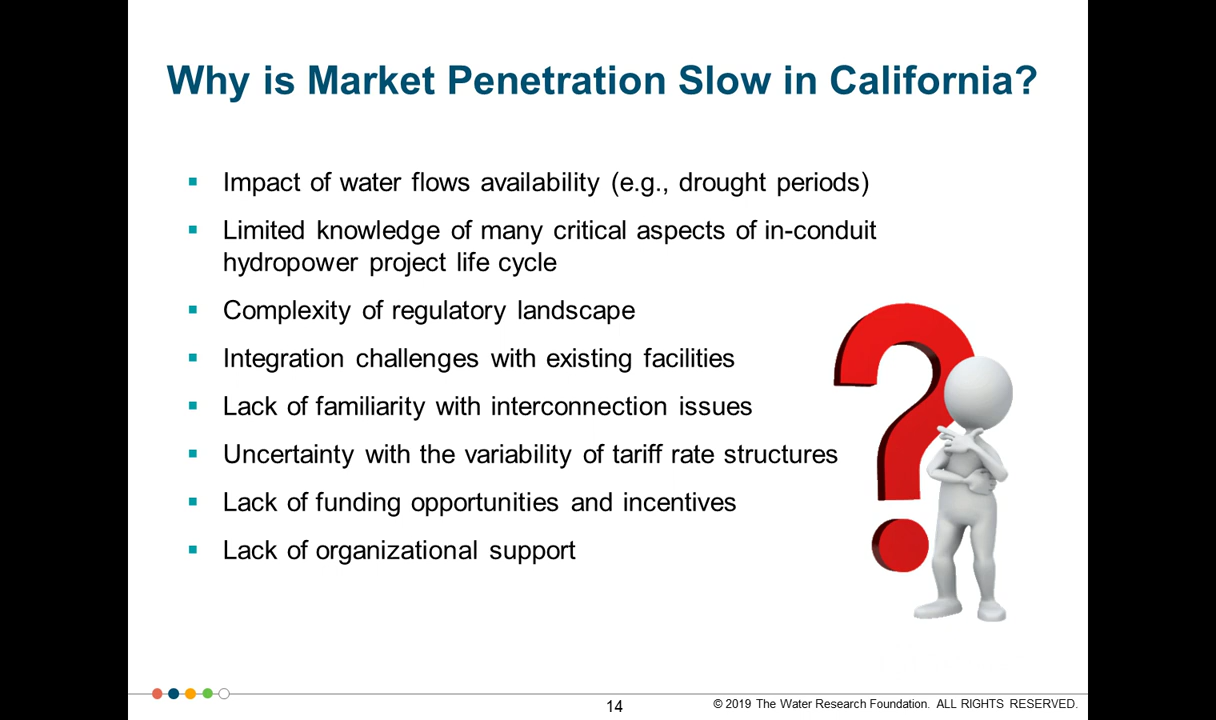 Why is Market Penetration Slow in California?
▪ Impact of water flows availability (e.g., drought periods)
▪ Limited knowledge of many critical aspects of in-conduit
hydropower project life cycle
▪ Complexity of regulatory landscape
▪ Integration challenges with existing facilities
▪ Lack of familiarity with interconnection issues
▪ Uncertainty with the variability of tariff rate structures
▪ Lack of funding opportunities and incentives
▪ Lack of organizational support
?
14
© 2019 The Water Research Foundation. ALL RIGHTS RESERVED.